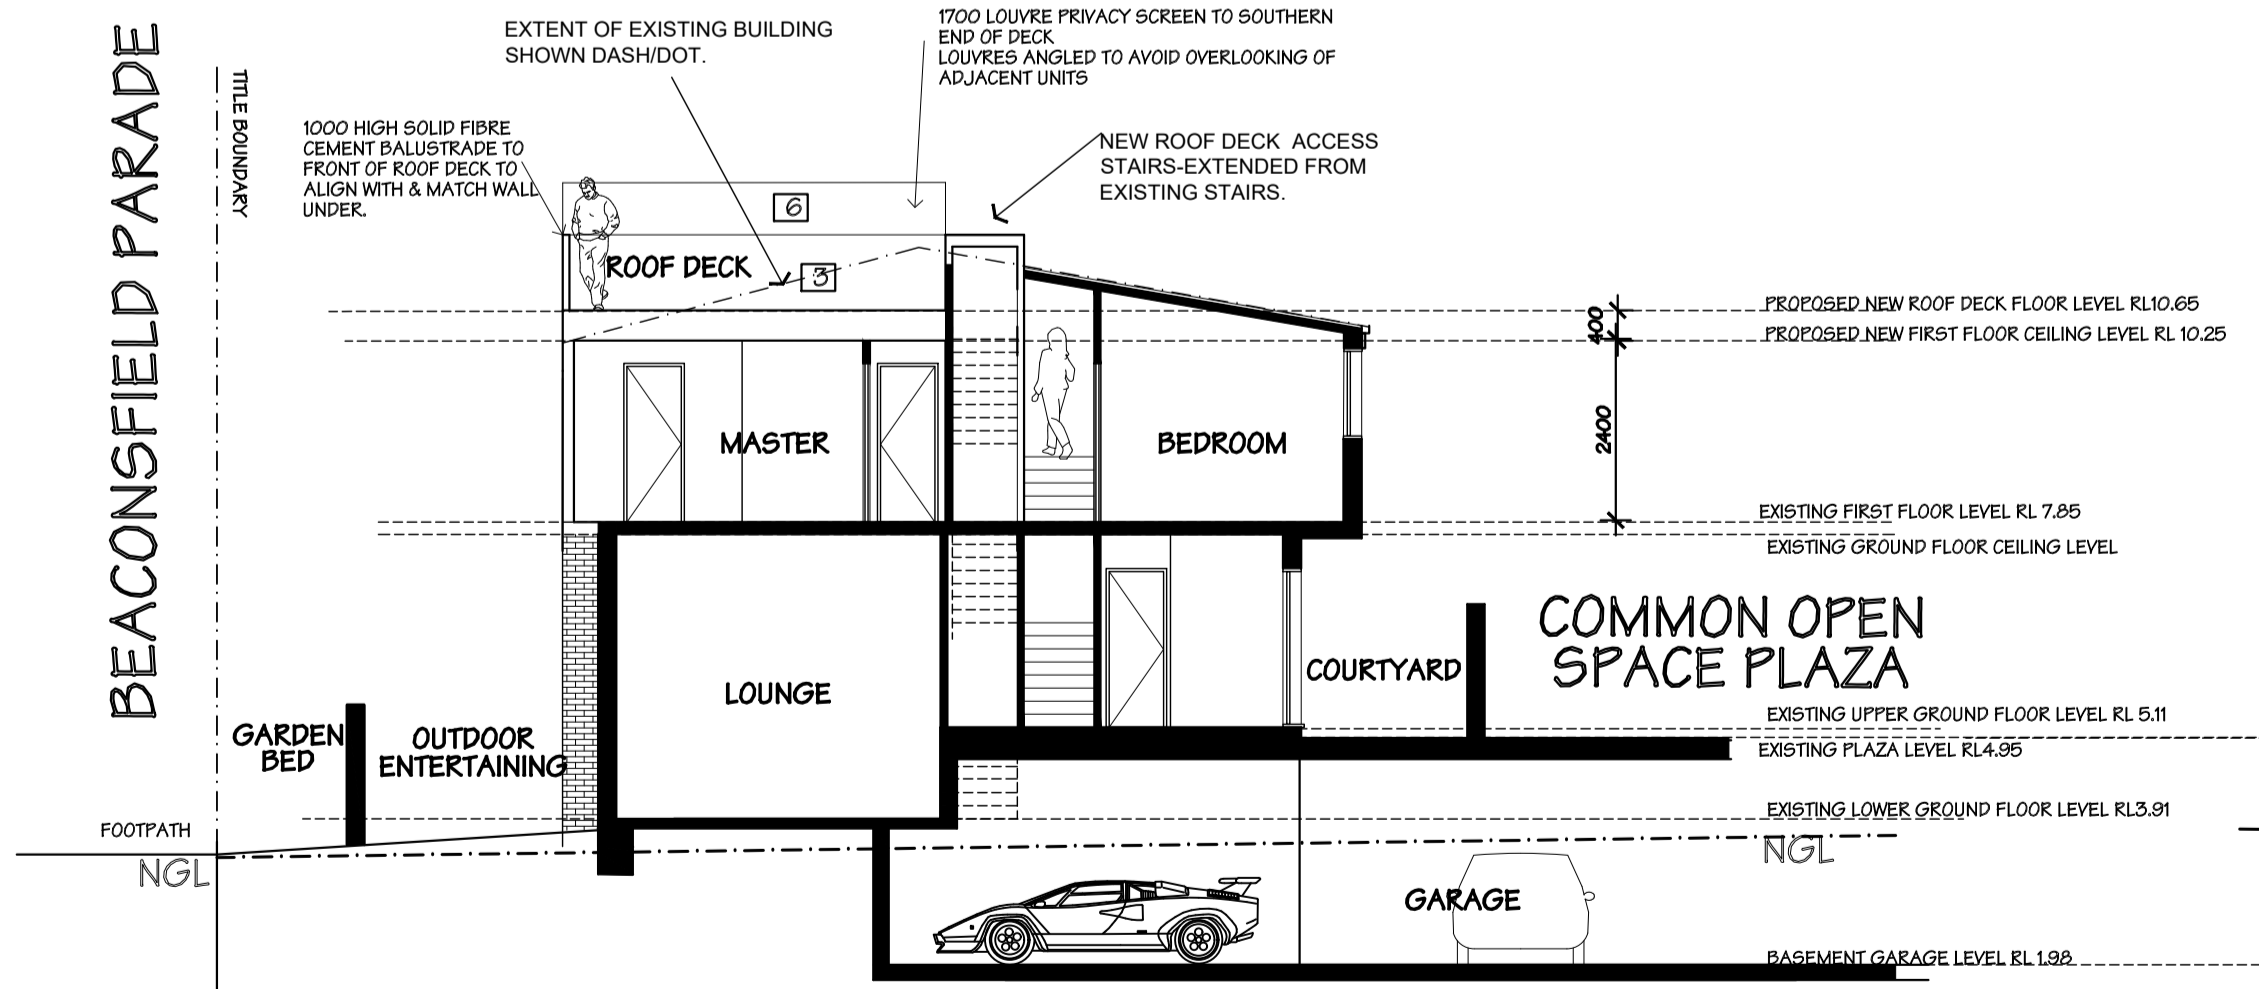 BEACONSFIELD PARADE
TITLE BOUNDARY
EXTENT OF EXISTING BUILDING
SHOWN DASH/DOT.
1700 LOUVRE PRIVACY SCREEN TO SOUTHERN
END OF DECK
LOUVRES ANGLED TO AVOID OVERLOOKING OF
ADJACENT UNITS
1000 HIGH SOLID FIBRE
CEMENT BALUSTRADE TO
FRONT OF ROOF DECK TO
ALIGN WITH & MATCH WALL
UNDER.
NEW ROOF DECK ACCESS
STAIRS-EXTENDED FROM
EXISTING STAIRS.
6
ROOF DECK
3
PROPOSED NEW ROOF DECK FLOOR LEVEL RL10.65
400
PROPOSED NEW FIRST FLOOR CEILING LEVEL RL 10.25
MASTER
BEDROOM
2400
EXISTING FIRST FLOOR LEVEL RL 7.85
EXISTING GROUND FLOOR CEILING LEVEL
COMMON OPEN
SPACE PLAZA
COURTYARD
LOUNGE
EXISTING UPPER GROUND FLOOR LEVEL RL 5.11
EXISTING PLAZA LEVEL RL4.95
GARDEN
BED
OUTDOOR
ENTERTAINING
EXISTING LOWER GROUND FLOOR LEVEL RL3.91
FOOTPATH
NGL
NGL
GARAGE
BASEMENT GARAGE LEVEL RL 1.98